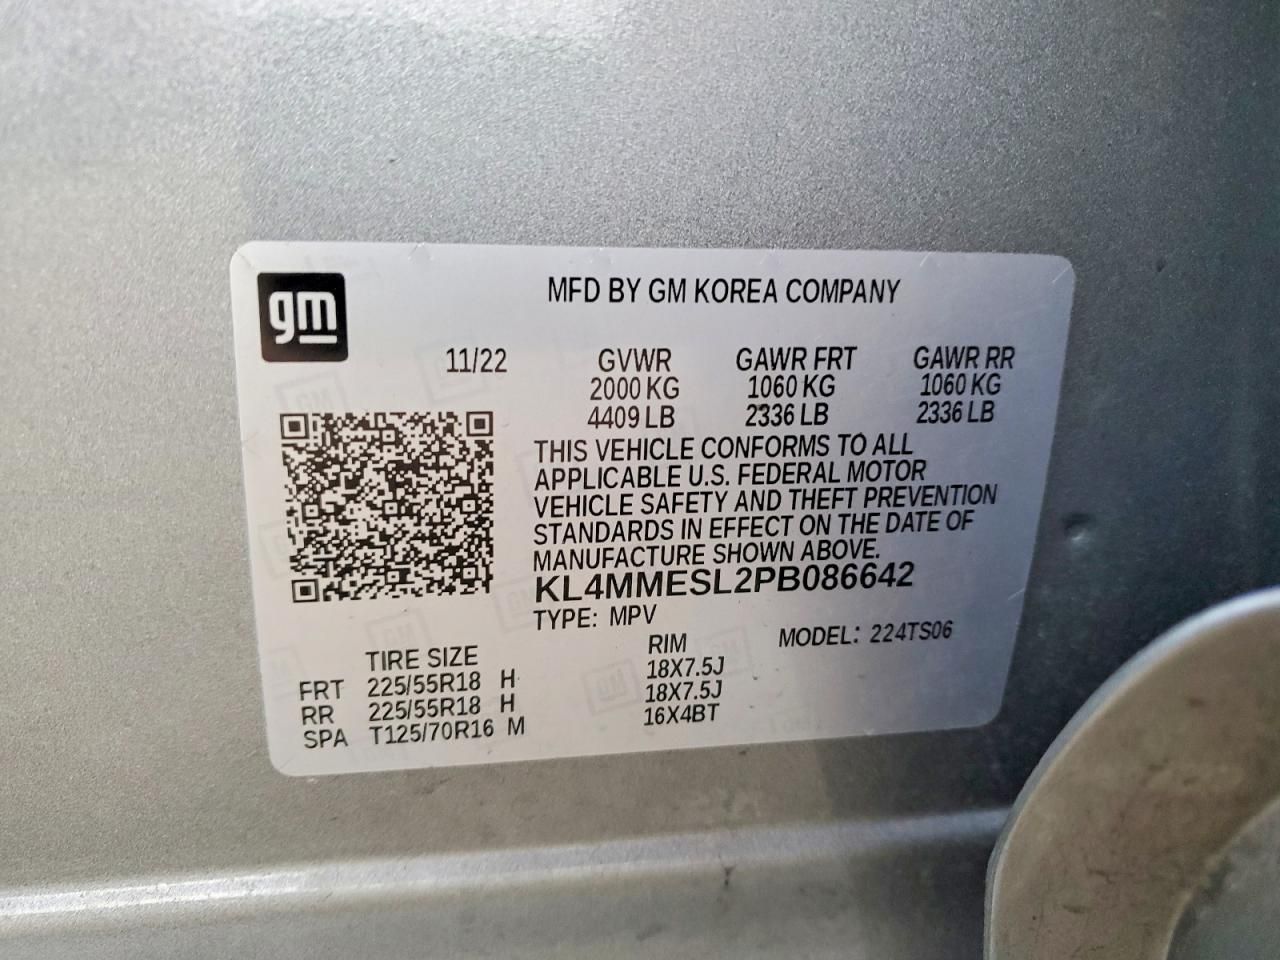 gm
MFD BY GM KOREA COMPANY
11/22 GVWR GAWR FRT GAWR RR
2000 KG 1060 KG 1060 KG
4409 LB 2336 LB 2336 LB
THIS VEHICLE CONFORMS TO ALL
APPLICABLE U.S. FEDERAL MOTOR
VEHICLE SAFETY AND THEFT PREVENTION
STANDARDS IN EFFECT ON THE DATE OF
MANUFACTURE SHOWN ABOVE.
KL4MMESL2PB086642
TYPE: MPV MODEL: 224TS06
TIRE SIZE RIM
FRT 225/55R18 H 18X7.5J
RR 225/55R18 H 18X7.5J
SPA T125/70R16 M 16X4BT